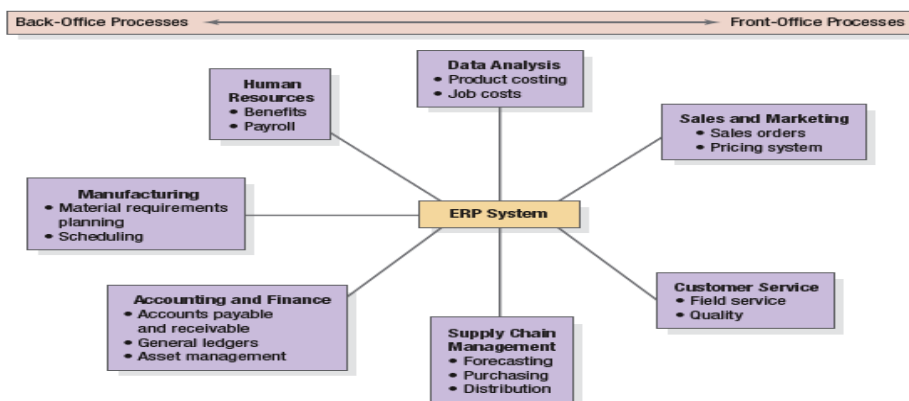 Back-Office Processes
Front-Office Processes
Data Analysis
• Product costing
• Job costs
Human
Resources
• Benefits
• Payroll
Sales and Marketing
• Sales orders
• Pricing system
Manufacturing
• Material requirements
planning
• Scheduling
ERP System
Accounting and Finance
• Accounts payable
and receivable
• General ledgers
• Asset management
Supply Chain
Management
• Forecasting
• Purchasing
• Distribution
Customer Service
• Field service
• Quality